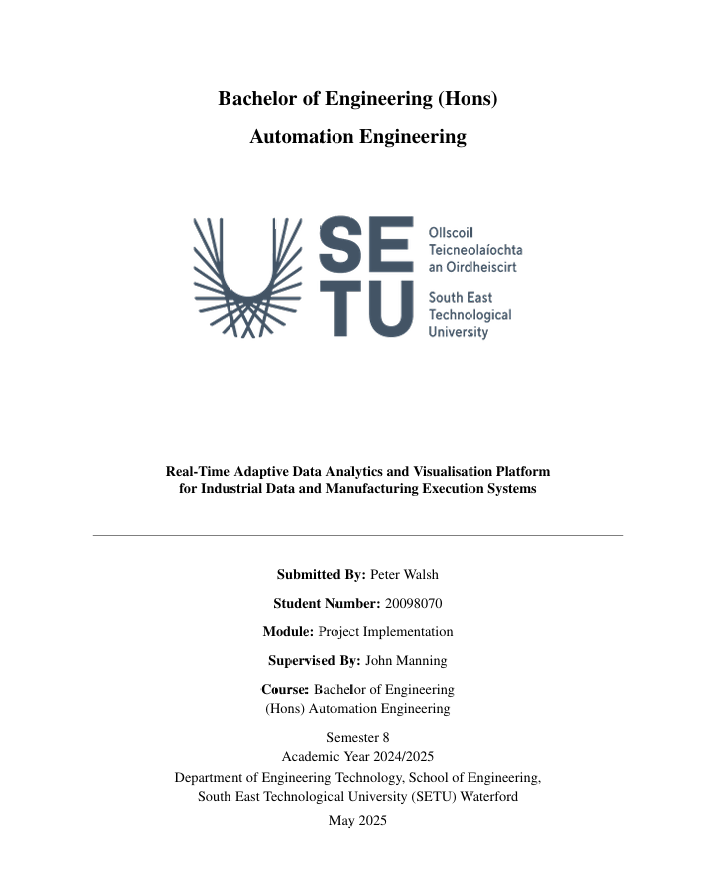 Bachelor of Engineering (Hons)
Automation Engineering
SE
TU
Ollscoil
Teicneolaíochta
an Oirdheiscirt
South East
Technological
University
Real-Time Adaptive Data Analytics and Visualisation Platform
for Industrial Data and Manufacturing Execution Systems
Submitted By: Peter Walsh
Student Number: 20098070
Module: Project Implementation
Supervised By: John Manning
Course: Bachelor of Engineering
(Hons) Automation Engineering
Semester 8
Academic Year 2024/2025
Department of Engineering Technology, School of Engineering,
South East Technological University (SETU) Waterford
May 2025